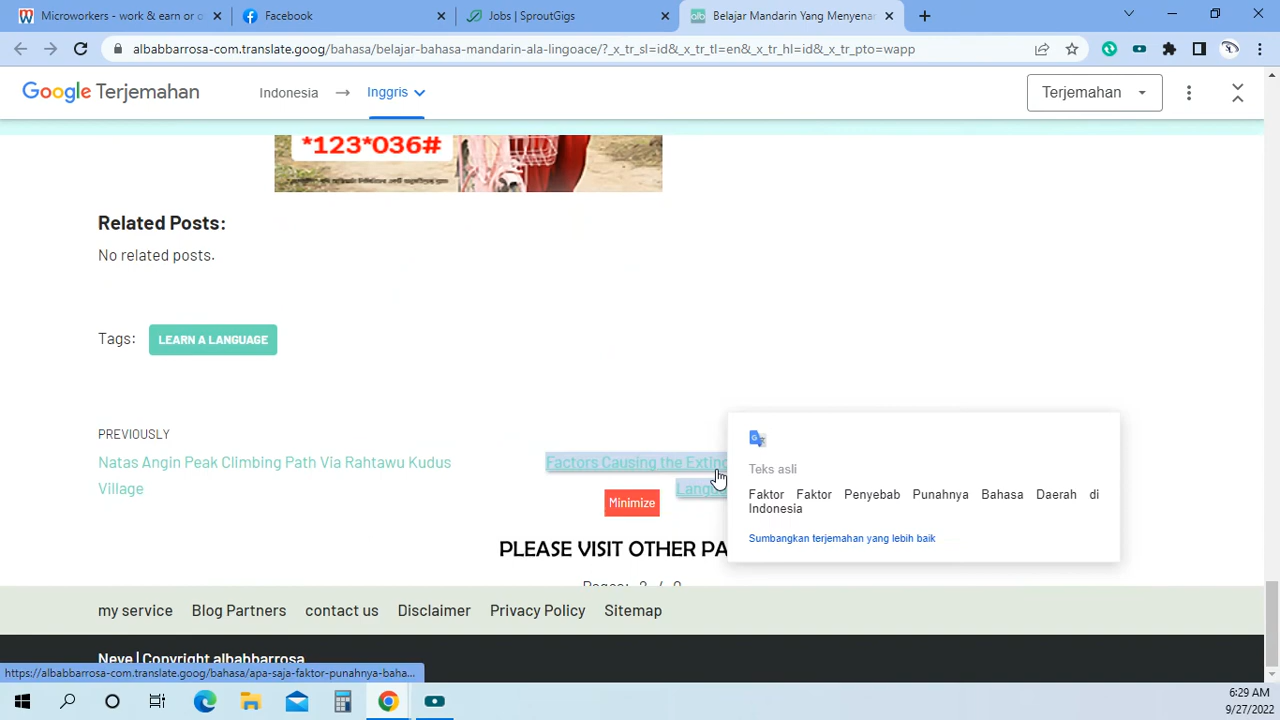 Microworkers - work & earn or c
Facebook
Jobs | SproutGigs
Belajar Mandarin Yang Menyenar
albabbarrosa-com.translate.goog/bahasa/belajar-bahasa-mandarin-ala-lingoace/?_x_tr_sl=id&_x_tr_tl=en&_x_tr_hl=id&_x_tr_pto=wapp
Google Terjemahan
Indonesia → Inggris
Terjemahan
*123*036#
Related Posts:
No related posts.
Tags: LEARN A LANGUAGE
PREVIOUSLY
Natas Angin Peak Climbing Path Via Rahtawu Kudus
Village
Factors Causing the Exting
Langu
Teks asli
Faktor Faktor Penyebab Punahnya Bahasa Daerah di
Indonesia
Sumbangkan terjemahan yang lebih baik
Minimize
PLEASE VISIT OTHER PA
my service Blog Partners contact us Disclaimer Privacy Policy Sitemap
Neve | Copyright albabbarrosa
https://albabbarrosa-com.translate.goog/bahasa/apa-saja-faktor-punahnya-baha...
6:29 AM
9/27/2022